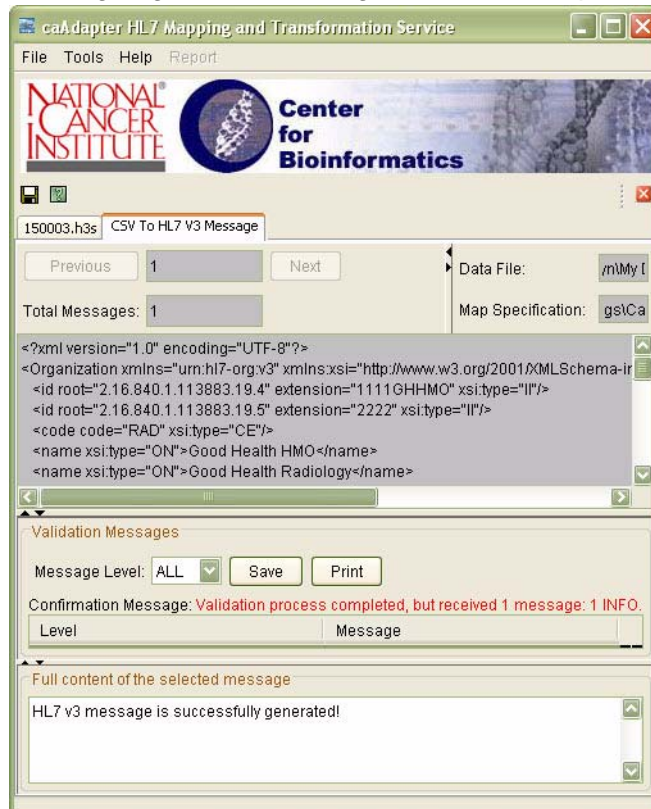 caAdapter HL7 Mapping and Transformation Service
File Tools Help Report
NATIONAL
CANCER
INSTITUTE
Center
for
Bioinformatics
150003.h3s CSV To HL7 V3 Message
Previous 1 Next
Data File:
Total Messages: 1
Map Specification: gs\Ca
<?xml version="1.0" encoding="UTF-8"?>
<Organization xmlns="urn:hl7-org:v3" xmlns:xsi="http://www.w3.org/2001/XMLSchema-ir
<id root="2.16.840.1.113883.19.4" extension="1111GHHMO" xsi:type="II"/>
<id root="2.16.840.1.113883.19.5" extension="2222" xsi:type="II"/>
<code code="RAD" xsi:type="CE"/>
<name xsi:type="ON">Good Health HMO</name>
<name xsi:type="ON">Good Health Radiology</name>
Validation Messages
Message Level: ALL Save Print
Confirmation Message: Validation process completed, but received 1 message: 1 INFO.
Level Message
Full content of the selected message
HL7 v3 message is successfully generated!